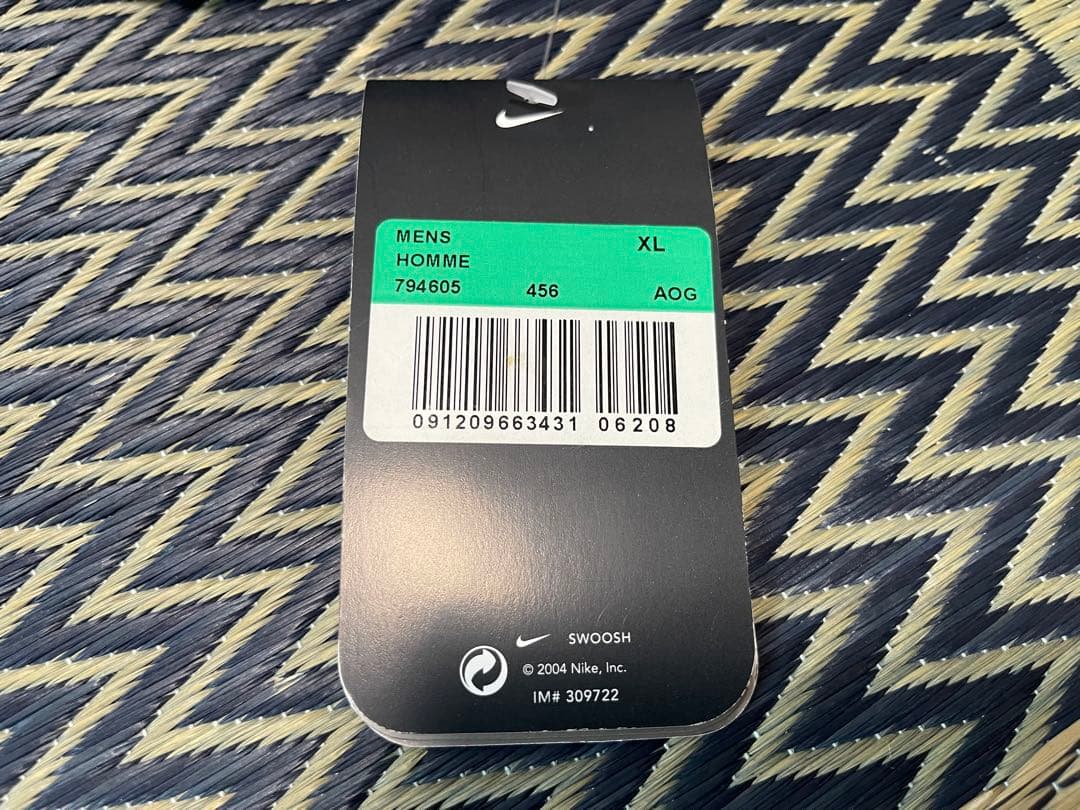 MENS XL
HOMME
794605 456 AOG
091209663431 06208
SWOOSH
© 2004 Nike, Inc.
IM# 309722